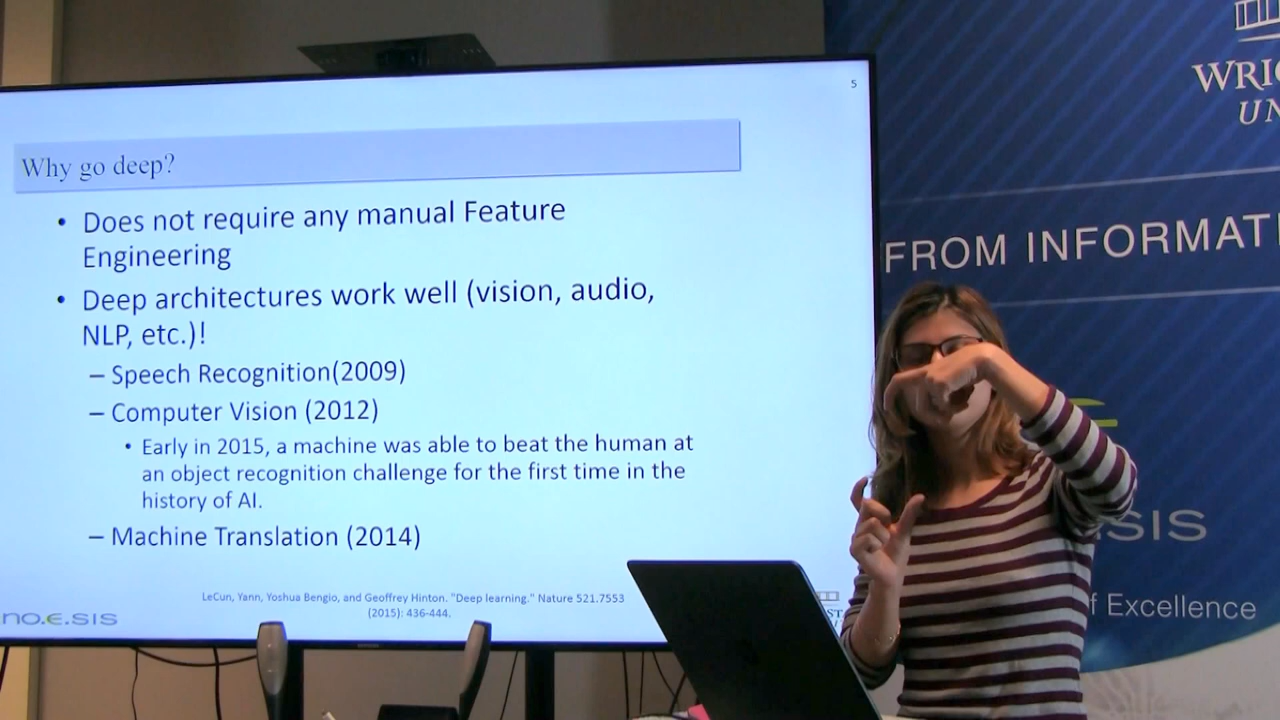 5
Why go deep?
• Does not require any manual Feature
Engineering
• Deep architectures work well (vision, audio,
NLP, etc.)!
– Speech Recognition(2009)
– Computer Vision (2012)
• Early in 2015, a machine was able to beat the human at
an object recognition challenge for the first time in the
history of AI.
– Machine Translation (2014)
LeCun, Yann, Yoshua Bengio, and Geoffrey Hinton. "Deep learning." Nature 521.7553
(2015): 436-444.
NO.E.SIS
WRI
UN
FROM INFORMAT
SIS
f Excellence